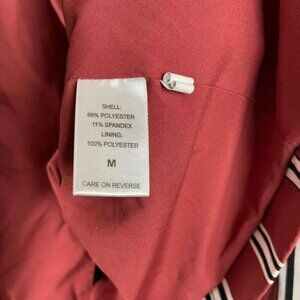 SHELL:
89% POLYESTER
11% SPANDEX
LINING:
100% POLYESTER
M
CARE ON REVERSE